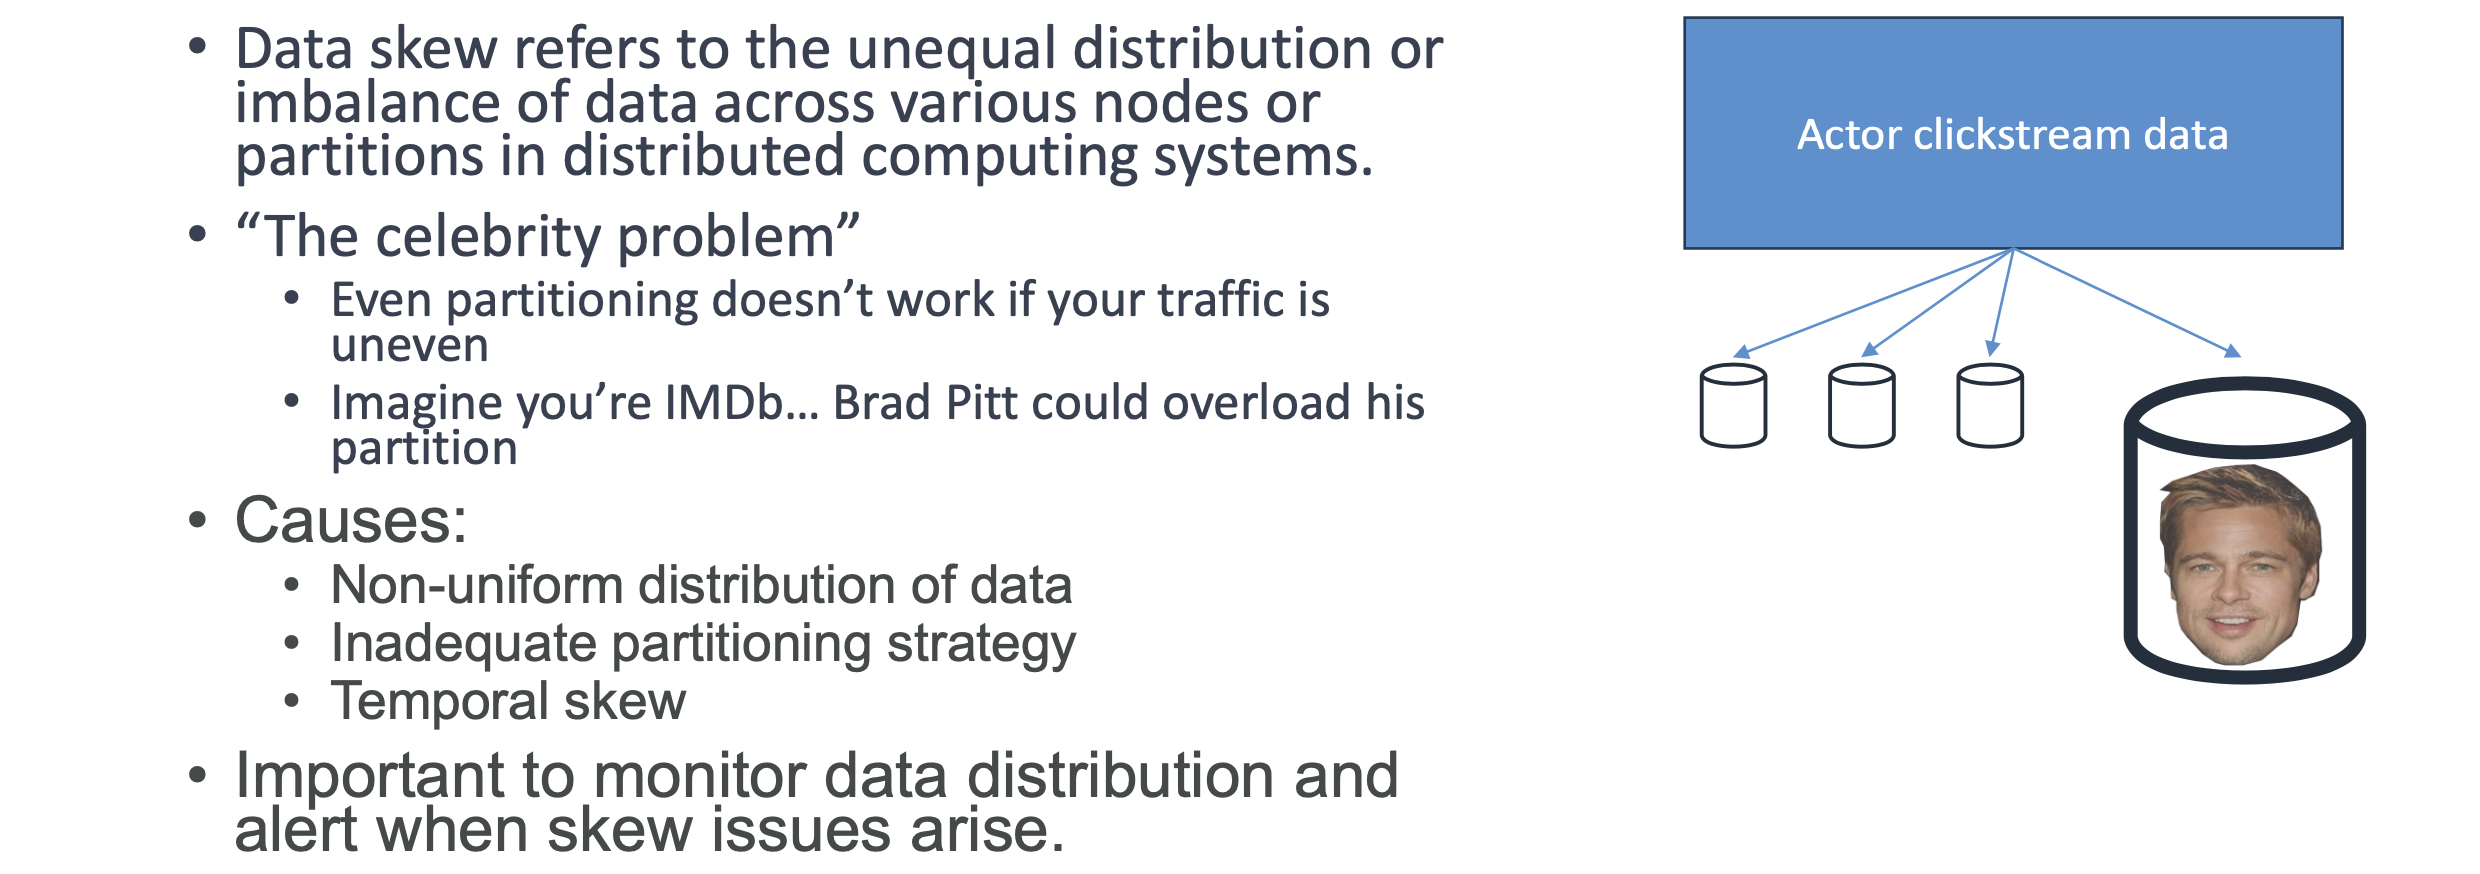 • Data skew refers to the unequal distribution or
imbalance of data across various nodes or
partitions in distributed computing systems.
• “The celebrity problem”
• Even partitioning doesn’t work if your traffic is
uneven
• Imagine you’re IMDb… Brad Pitt could overload his
partition
• Causes:
• Non-uniform distribution of data
• Inadequate partitioning strategy
• Temporal skew
• Important to monitor data distribution and
alert when skew issues arise.
Actor clickstream data